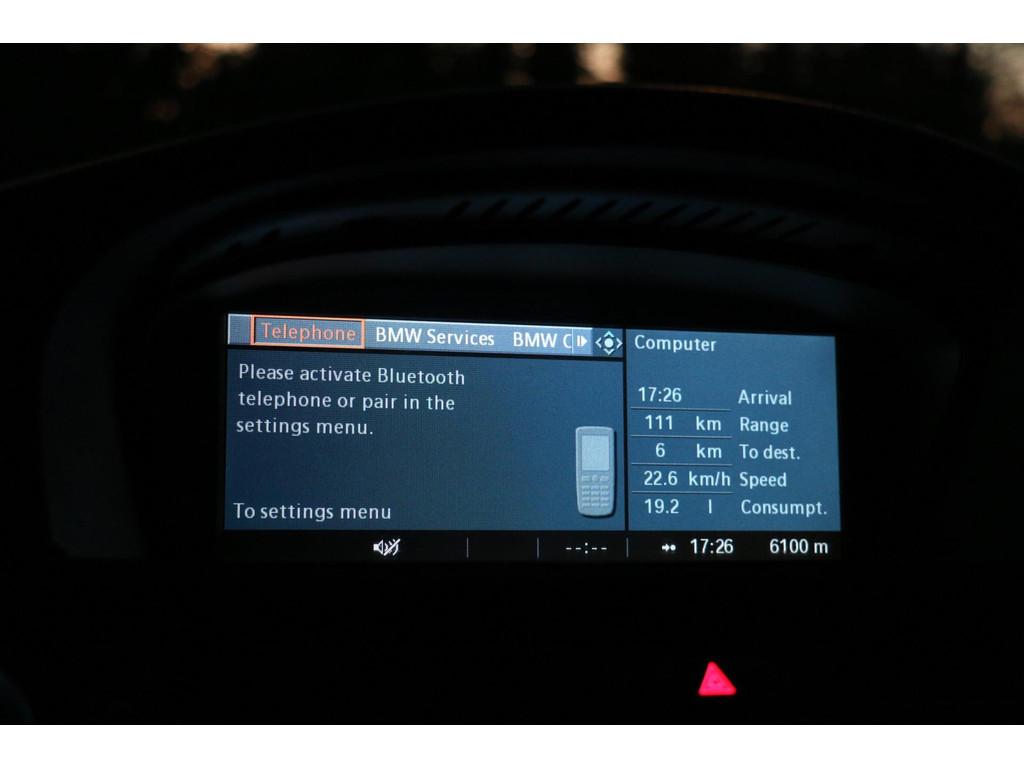 Telephone BMW Services BMW C
Please activate Bluetooth
telephone or pair in the
settings menu.
To settings menu
Computer
17:26 Arrival
111 km Range
6 km To dest.
22.6 km/h Speed
19.2 l Consumpt.
--:-- 17:26 6100 m